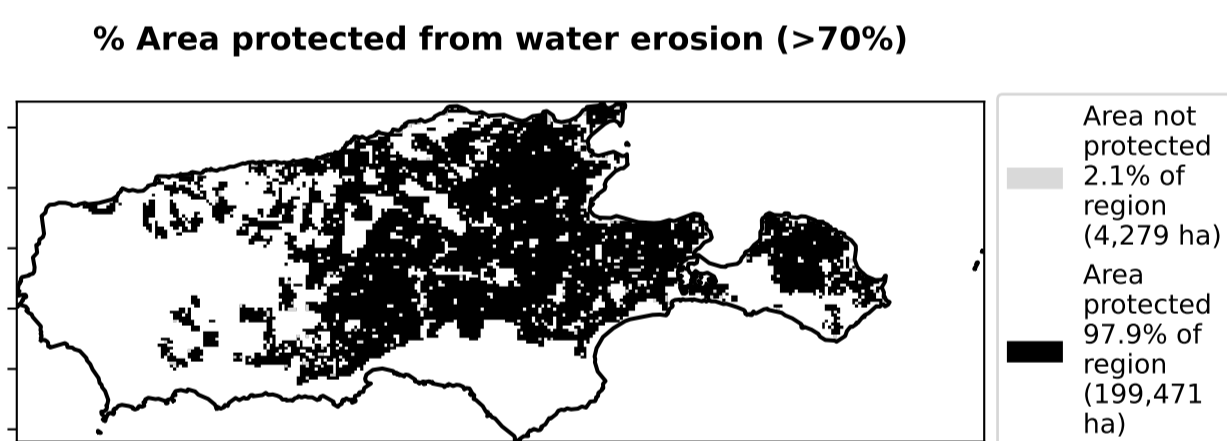 % Area protected from water erosion (>70%)
Area not
protected
2.1% of
region
(4,279 ha)
Area
protected
97.9% of
region
(199,471
ha)